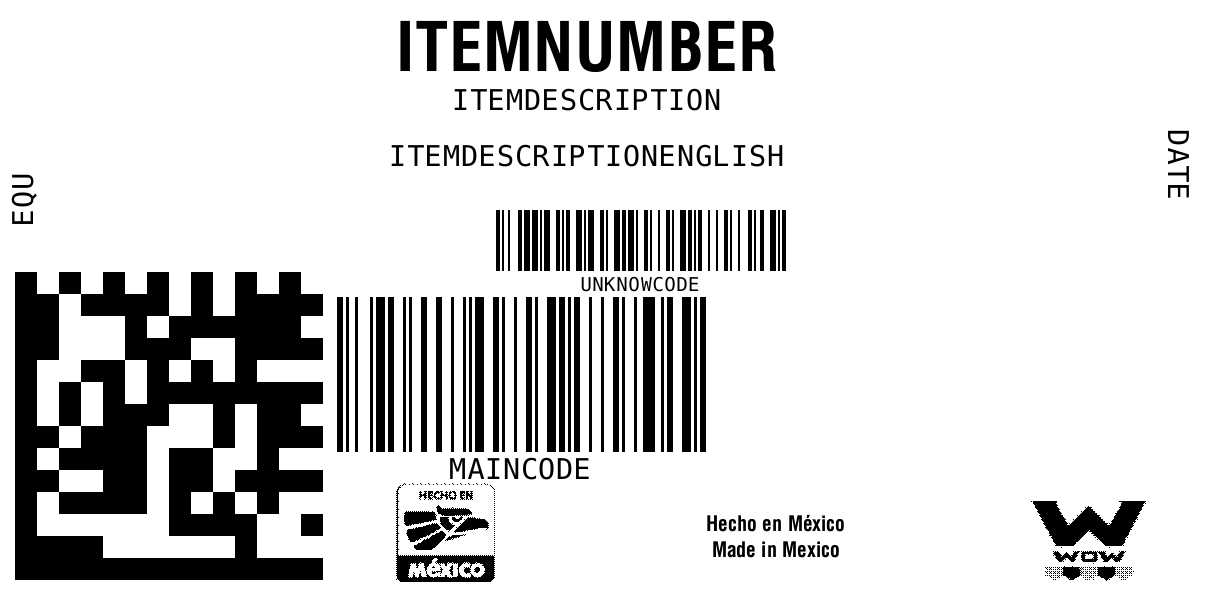 ITEMNUMBER
ITEMDESCRIPTION
ITEMDESCRIPTIONENGLISH
EQU
DATE
UNKNOWCODE
MAINCODE
HECHO EN
MéXICO
Hecho en México
Made in Mexico
W
WOW